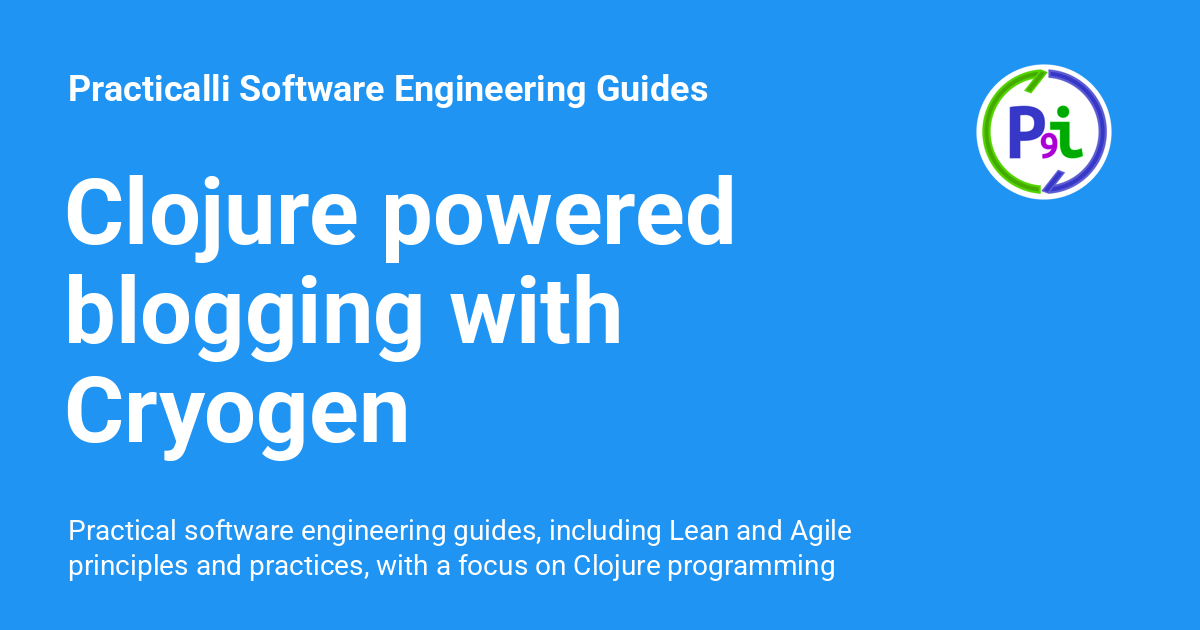 Practicalli Software Engineering Guides
P9i
Clojure powered
blogging with
Cryogen
Practical software engineering guides, including Lean and Agile
principles and practices, with a focus on Clojure programming